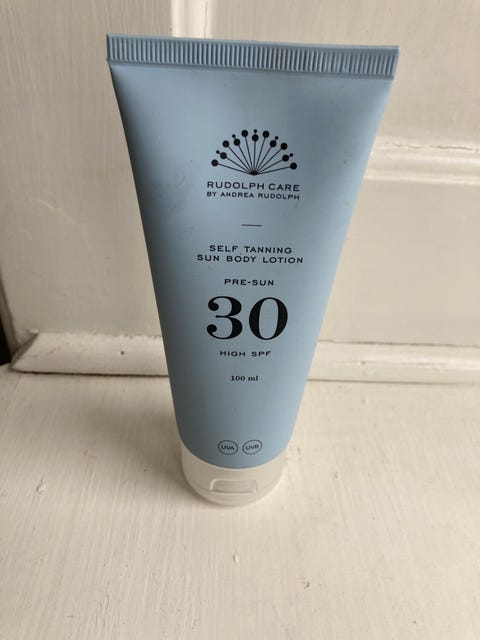 RUDOLPH CARE
BY ANDREA RUDOLPH
SELF TANNING
SUN BODY LOTION
PRE-SUN
30
HIGH SPF
100 ml
UVA UVB